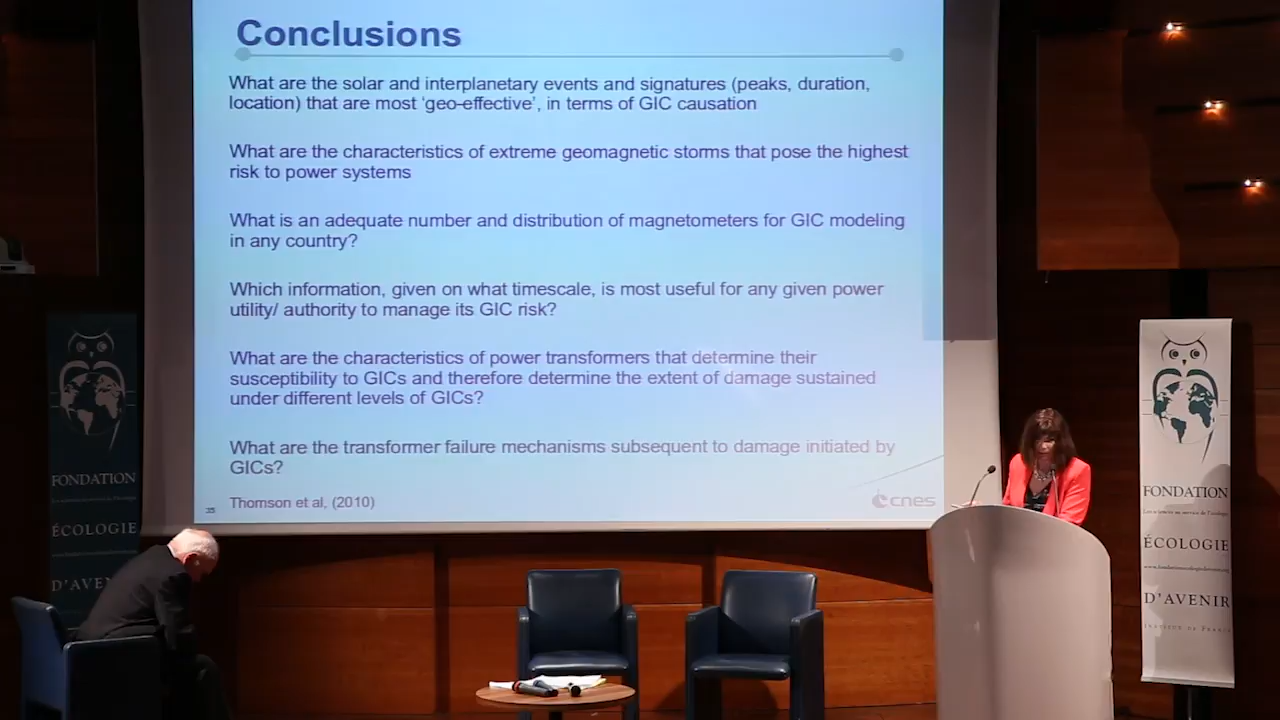 Conclusions
What are the solar and interplanetary events and signatures (peaks, duration,
location) that are most ‘geo-effective’, in terms of GIC causation
What are the characteristics of extreme geomagnetic storms that pose the highest
risk to power systems
What is an adequate number and distribution of magnetometers for GIC modeling
in any country?
Which information, given on what timescale, is most useful for any given power
utility/ authority to manage its GIC risk?
What are the characteristics of power transformers that determine their
susceptibility to GICs and therefore determine the extent of damage sustained
under different levels of GICs?
What are the transformer failure mechanisms subsequent to damage initiated by
GICs?
35
Thomson et al, (2010)
cnes
FONDATION
ÉCOLOGIE
D'AVE
FONDATION
ÉCOLOGIE
D'AVENIR